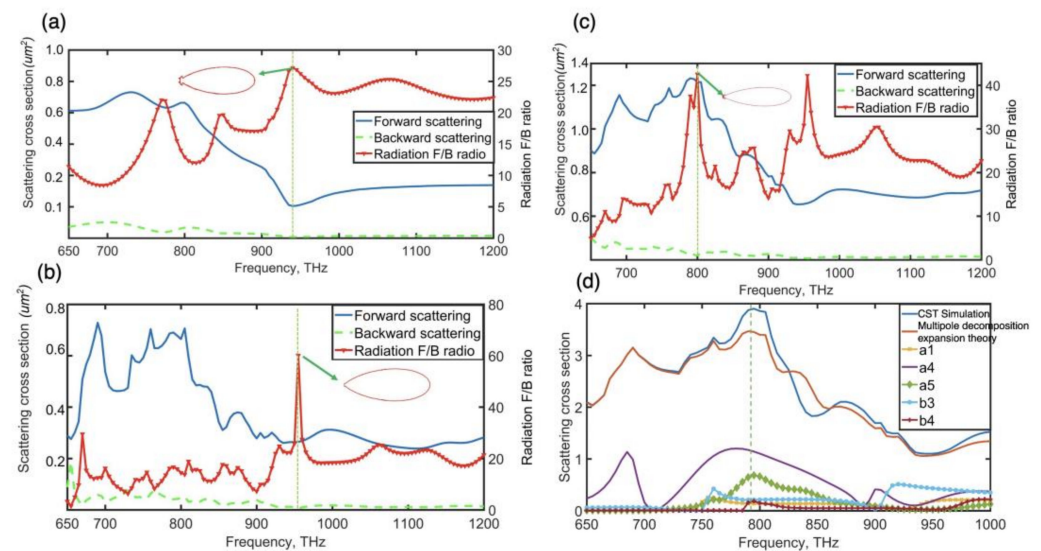 (a)
Scattering cross section(um²)
1.0
0.8
0.6
0.4
0.2
0.1
30
25
20
15
10
5
0
Radiation F/B ratio
Forward scattering
Backward scattering
Radiation F/B radio
650 700 800 900 1000 1100 1200
Frequency, THz
(c)
Scattering cross section(um²)
1.4
1.2
1.0
0.8
0.6
40
30
20
10
0
Radiation F/B ratio
Forward scattering
Backward scattering
Radiation F/B radio
700 800 900 1000 1100 1200
Frequency, THz
(b)
Scattering cross section (um²)
0.8
0.6
0.4
0.2
80
60
40
20
0
Radiation F/B ratio
Forward scattering
Backward scattering
Radiation F/B radio
650 700 800 900 1000 1100 1200
Frequency, THz
(d)
Scattering cross section
4
3
2
1
0
CST Simulation
Multipole decomposition
expansion theory
a1
a4
a5
b3
b4
650 700 750 800 850 900 950 1000
Frequency, THz